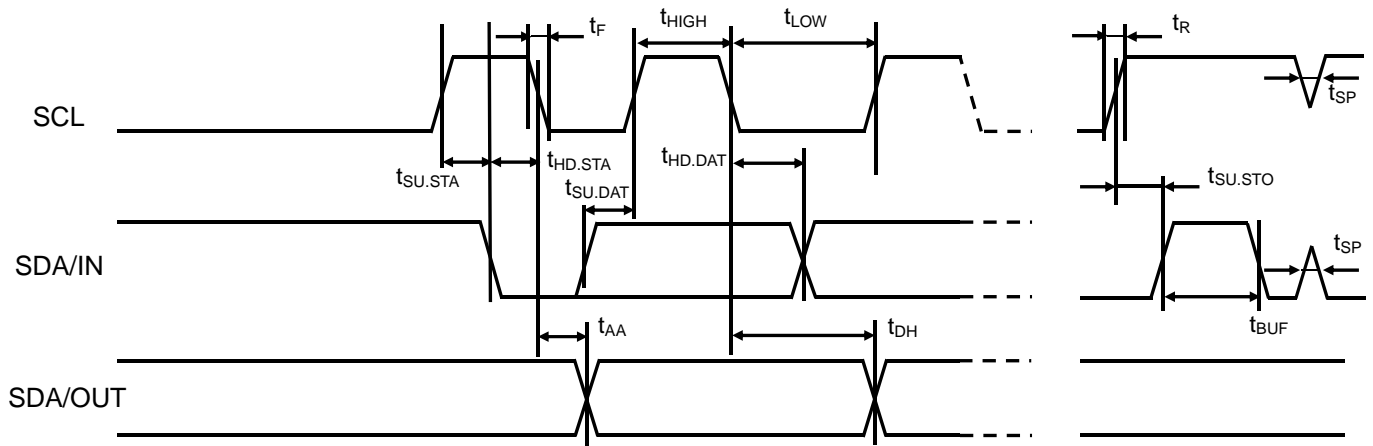 tF
tHIGH
tLOW
tR
SCL
tSP
tSU.STA
tHD.STA
tSU.DAT
tHD.DAT
tSU.STO
SDA/IN
tSP
tAA
tDH
tBUF
SDA/OUT